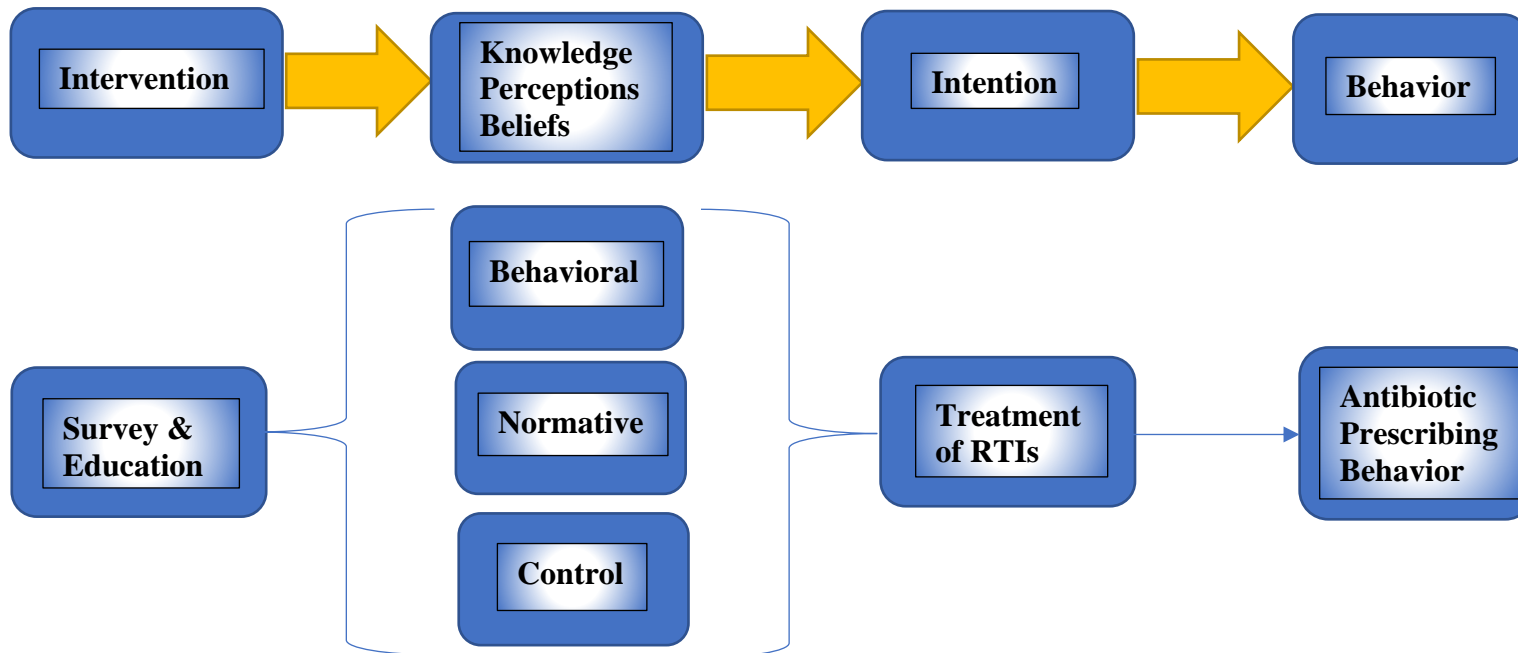 Intervention
Knowledge
Perceptions
Beliefs
Intention
Behavior
Behavioral
Normative
Control
Survey &
Education
Treatment
of RTIs
Antibiotic
Prescribing
Behavior